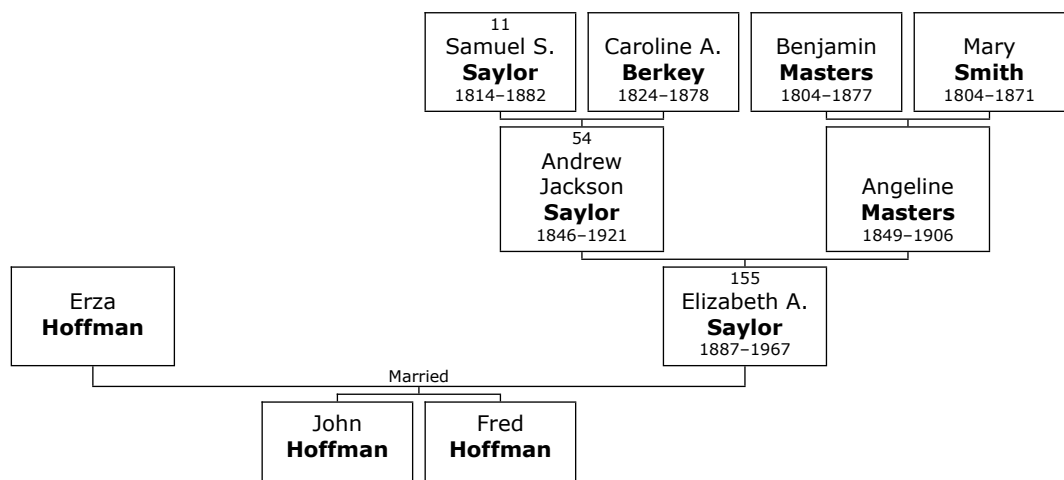 11
Samuel S.
Saylor
1814–1882
Caroline A.
Berkey
1824–1878
Benjamin
Masters
1804–1877
Mary
Smith
1804–1871
54
Andrew
Jackson
Saylor
1846–1921
Angeline
Masters
1849–1906
Erza
Hoffman
155
Elizabeth A.
Saylor
1887–1967
Married
John
Hoffman
Fred
Hoffman